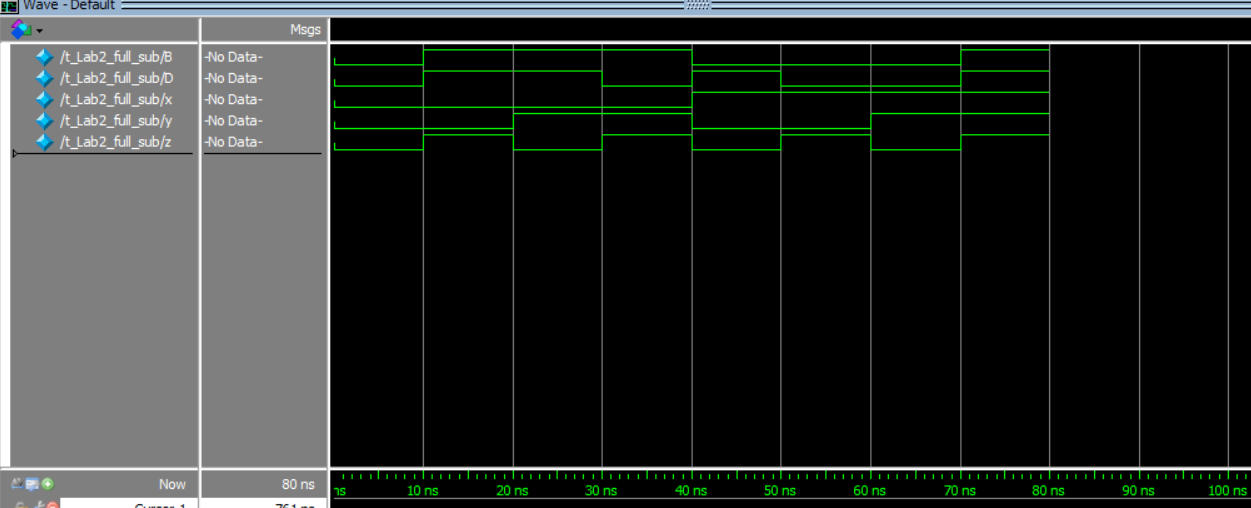 Wave - Default
Msgs
/t_Lab2_full_sub/B -No Data-
/t_Lab2_full_sub/D -No Data-
/t_Lab2_full_sub/x -No Data-
/t_Lab2_full_sub/y -No Data-
/t_Lab2_full_sub/z -No Data-
Now 80 ns ns 10 ns 20 ns 30 ns 40 ns 50 ns 60 ns 70 ns 80 ns 90 ns 100 ns
Cursor 1